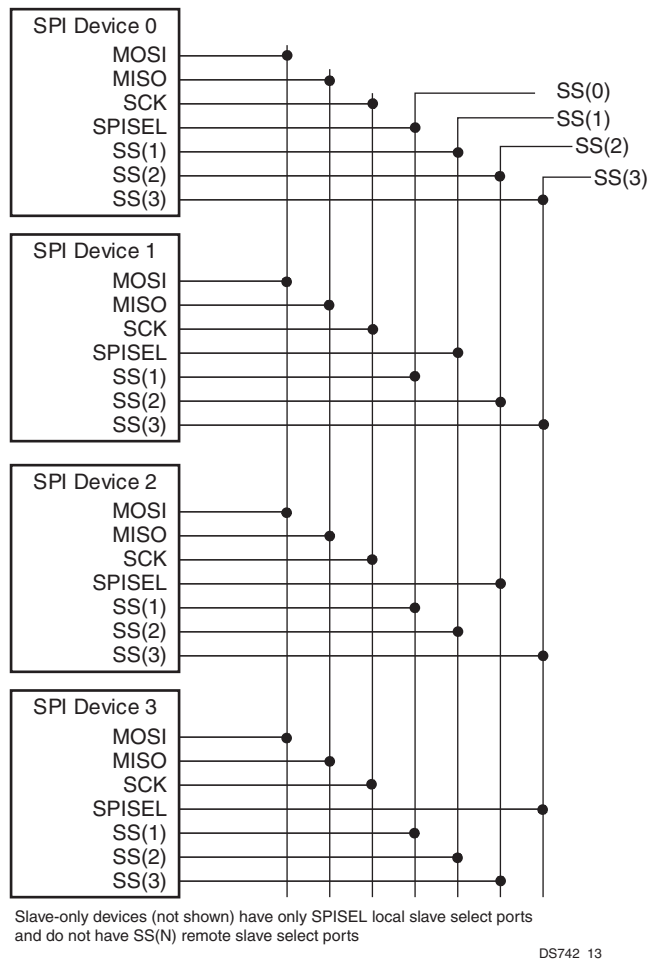 SPI Device 0
MOSI
MISO
SCK
SPISEL
SS(1)
SS(2)
SS(3)
SS(0)
SS(1)
SS(2)
SS(3)
SPI Device 1
MOSI
MISO
SCK
SPISEL
SS(1)
SS(2)
SS(3)
SPI Device 2
MOSI
MISO
SCK
SPISEL
SS(1)
SS(2)
SS(3)
SPI Device 3
MOSI
MISO
SCK
SPISEL
SS(1)
SS(2)
SS(3)
Slave-only devices (not shown) have only SPISEL local slave select ports
and do not have SS(N) remote slave select ports
DS742_13